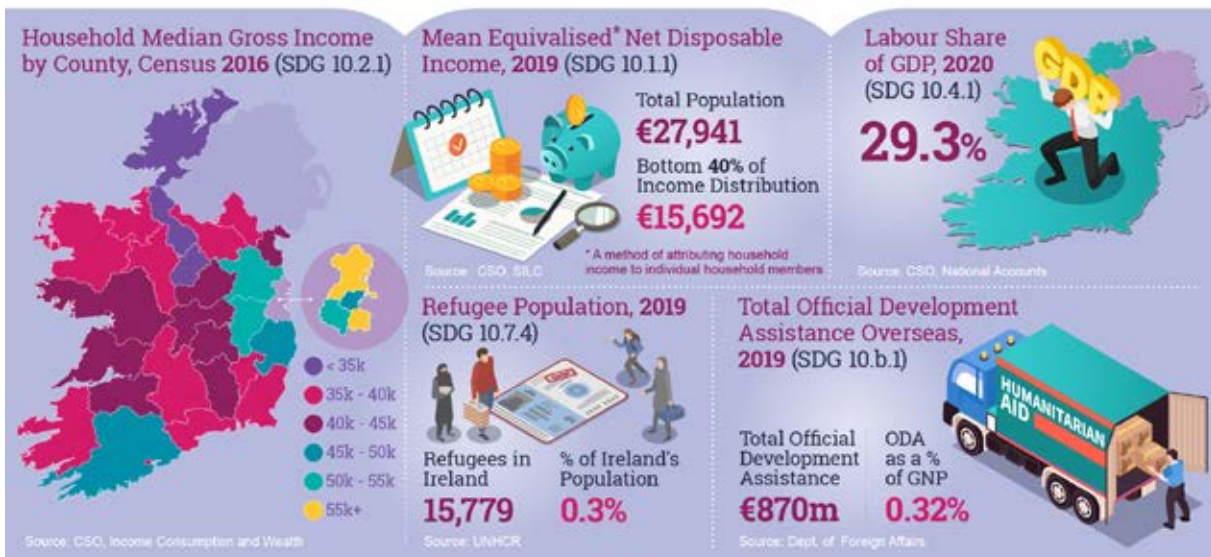 Household Median Gross Income
by County, Census 2016 (SDG 10.2.1)
< 35k
35k - 40k
40k - 45k
45k - 50k
50k - 55k
55k+
Source: CSO, Income Consumption and Wealth
Mean Equivalised* Net Disposable
Income, 2019 (SDG 10.1.1)
Total Population
€27,941
Bottom 40% of
Income Distribution
€15,692
* A method of attributing household
income to individual household members
Source: CSO, SILC
Labour Share
of GDP, 2020
(SDG 10.4.1)
29.3%
GDP
Source: CSO, National Accounts
Refugee Population, 2019
(SDG 10.7.4)
Refugees in
Ireland
15,779
% of Ireland's
Population
0.3%
Source: UNHCR
Total Official Development
Assistance Overseas,
2019 (SDG 10.b.1)
HUMANITARIAN
AID
Total Official
Development
Assistance
€870m
ODA
as a %
of GNP
0.32%
Source: Dept. of Foreign Affairs